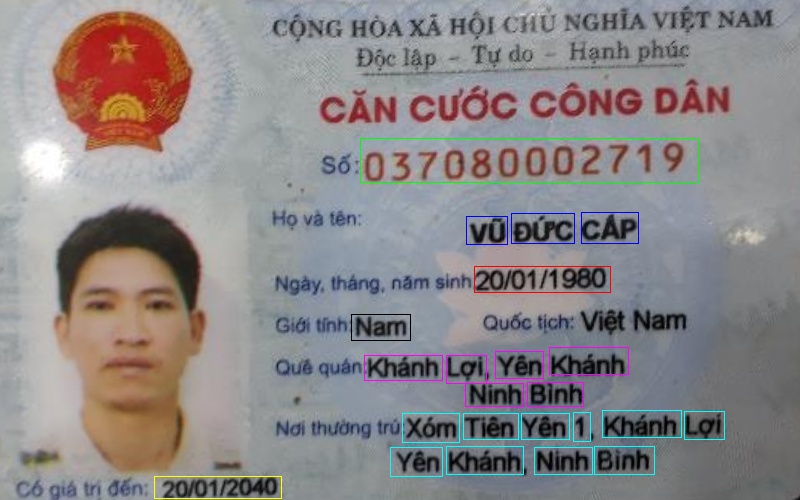 CỘNG HÒA XÃ HỘI CHỦ NGHĨA VIỆT NAM
Độc lập - Tự do - Hạnh phúc
CĂN CƯỚC CÔNG DÂN
Số: 037080002719
Họ và tên: VŨ ĐỨC CÁP
Ngày, tháng, năm sinh 20/01/1980
Giới tính: Nam Quốc tịch: Việt Nam
Quê quán: Khánh Lợi, Yên Khánh
Ninh Bình
Nơi thường trú: Xóm Tiên Yên 1, Khánh Lợi
Yên Khánh, Ninh Bình
Có giá trị đến: 20/01/2040